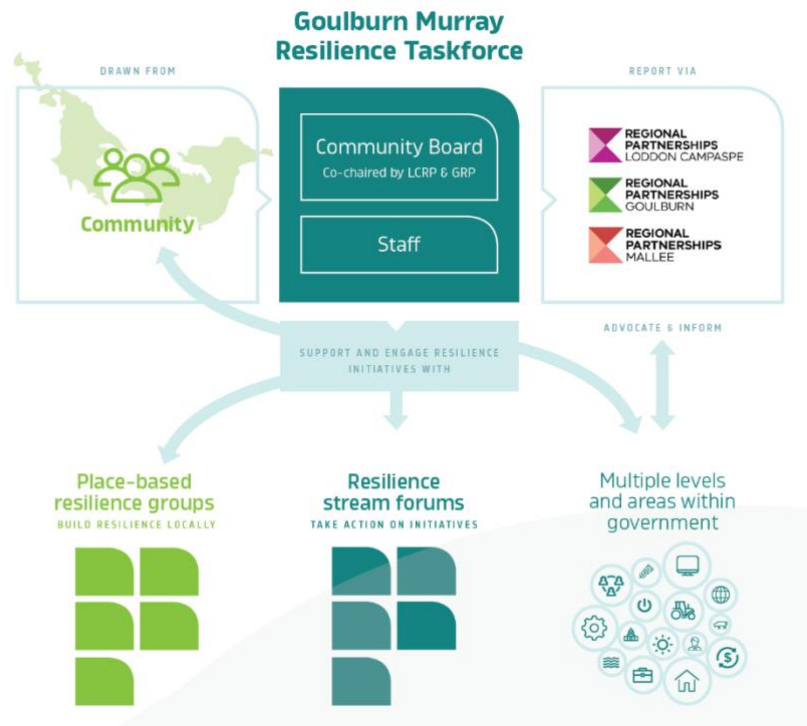 Goulburn Murray
Resilience Taskforce
DRAWN FROM
Community
Community Board
Co-chaired by LCRP & GRP
Staff
REPORT VIA
REGIONAL
PARTNERSHIPS
LODDON CAMPASPE
REGIONAL
PARTNERSHIPS
GOULBURN
REGIONAL
PARTNERSHIPS
MALLEE
ADVOCATE & INFORM
SUPPORT AND ENGAGE RESILIENCE
INITIATIVES WITH
Place-based
resilience groups
BUILD RESILIENCE LOCALLY
Resilience
stream forums
TAKE ACTION ON INITIATIVES
Multiple levels
and areas within
government
$